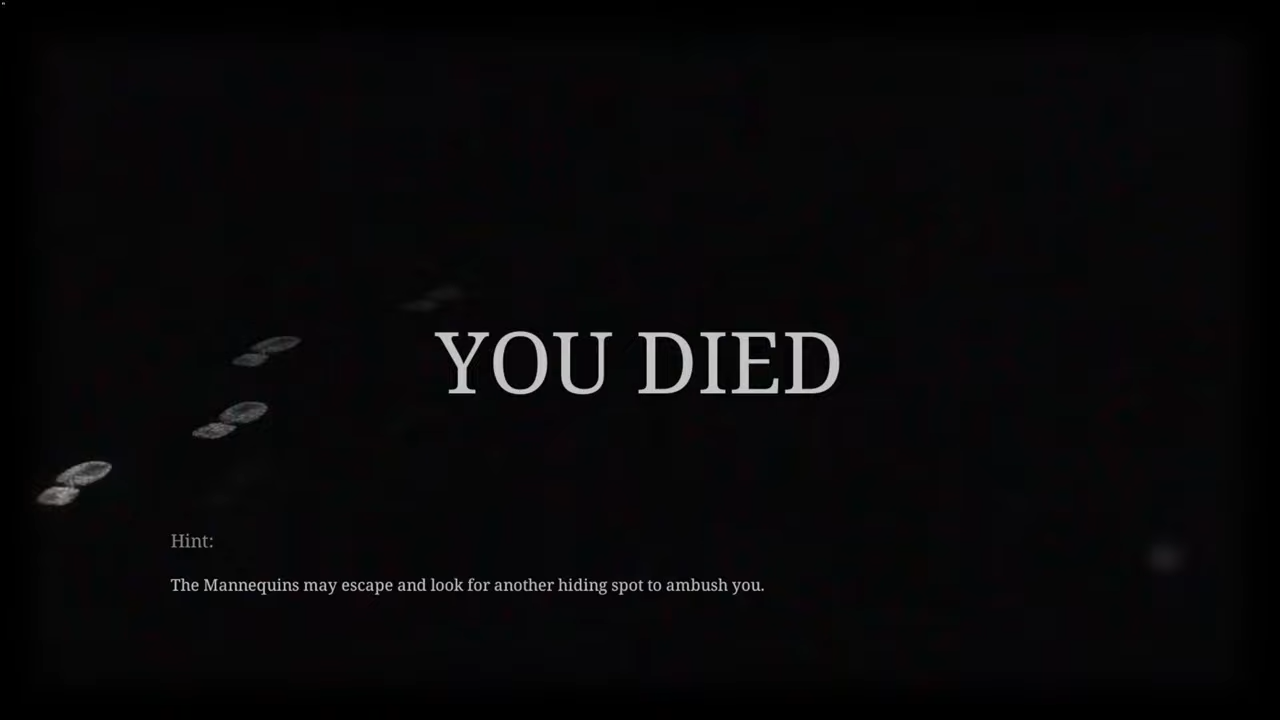 YOU DIED
Hint:
The Mannequins may escape and look for another hiding spot to ambush you.